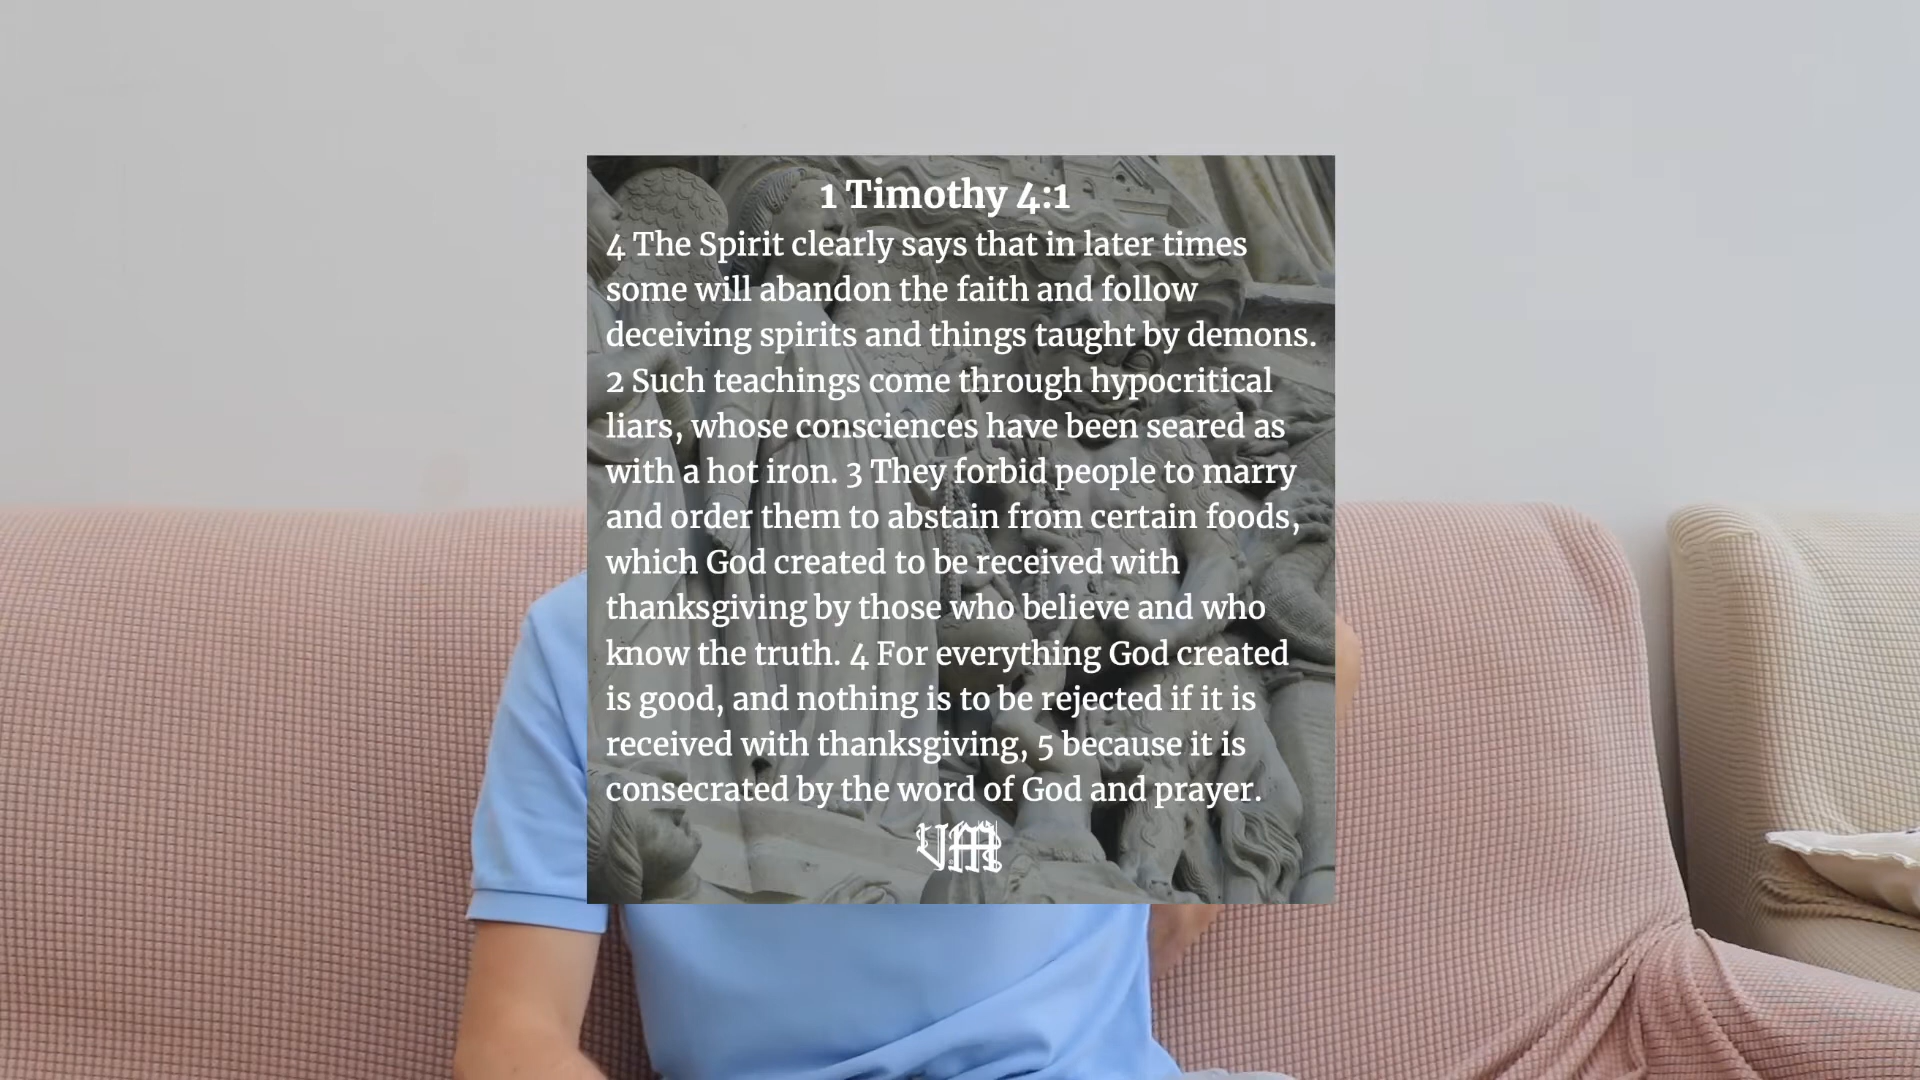 1 Timothy 4:1
4 The Spirit clearly says that in later times
some will abandon the faith and follow
deceiving spirits and things taught by demons.
2 Such teachings come through hypocritical
liars, whose consciences have been seared as
with a hot iron. 3 They forbid people to marry
and order them to abstain from certain foods,
which God created to be received with
thanksgiving by those who believe and who
know the truth. 4 For everything God created
is good, and nothing is to be rejected if it is
received with thanksgiving, 5 because it is
consecrated by the word of God and prayer.